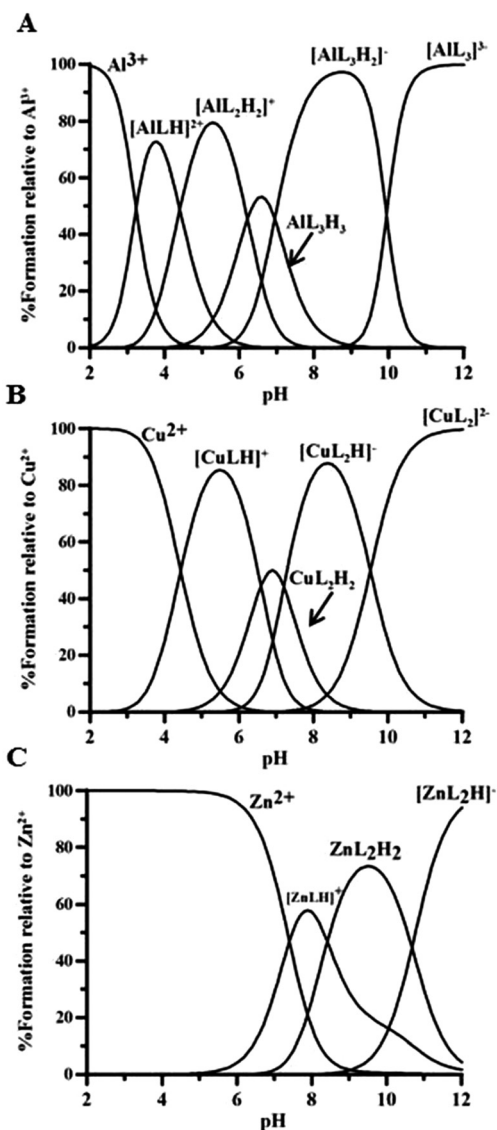 A
%Formation relative to Al³⁺
100
80
60
40
20
0
Al³⁺
[AlLH]²⁺
[AlL₂H₂]⁺
[AlL₃H₂]⁻
[AlL₃]³⁻
AlL₃H₃
2 4 6 8 10 12
pH
B
%Formation relative to Cu²⁺
100
80
60
40
20
0
Cu²⁺
[CuLH]⁺
[CuL₂H]⁻
[CuL₂]²⁻
CuL₂H₂
2 4 6 8 10 12
pH
C
%Formation relative to Zn²⁺
100
80
60
40
20
0
Zn²⁺
[ZnLH]⁺
ZnL₂H₂
[ZnL₂H]⁻
2 4 6 8 10 12
pH